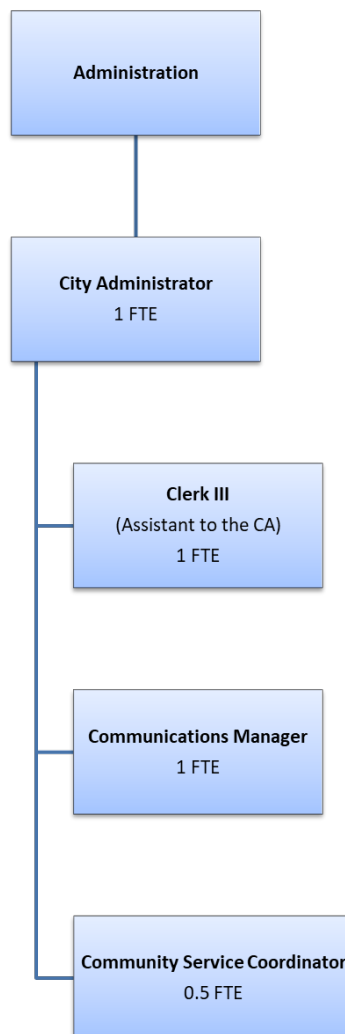 Administration
City Administrator
1 FTE
Clerk III
(Assistant to the CA)
1 FTE
Communications Manager
1 FTE
Community Service Coordinator
0.5 FTE